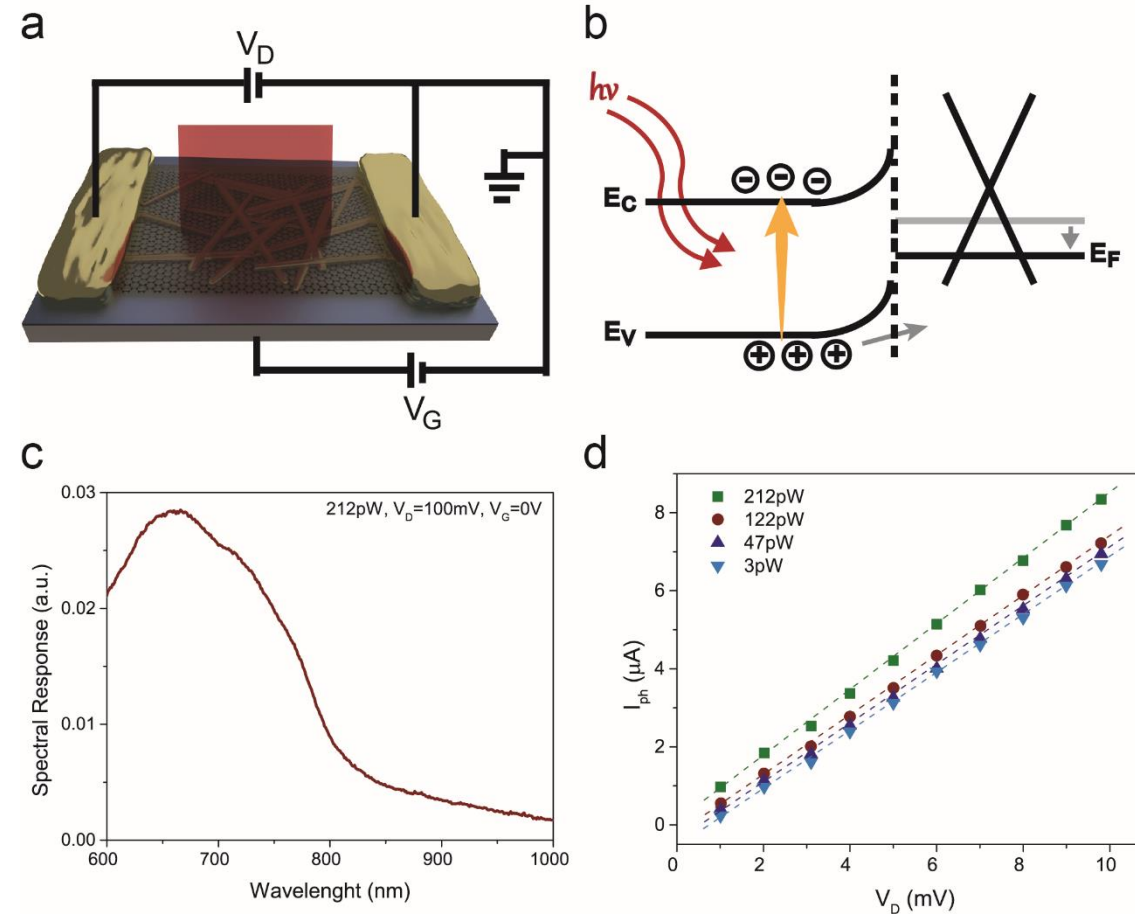 a
V_D
V_G
b
hν
E_C
E_V
E_F
c
212pW, V_D=100mV, V_G=0V
0.03
0.02
0.01
0.00
Spectral Response (a.u.)
600 700 800 900 1000
Wavelenght (nm)
d
212pW
122pW
47pW
3pW
8
6
4
2
0
I_ph (μA)
0 2 4 6 8 10
V_D (mV)